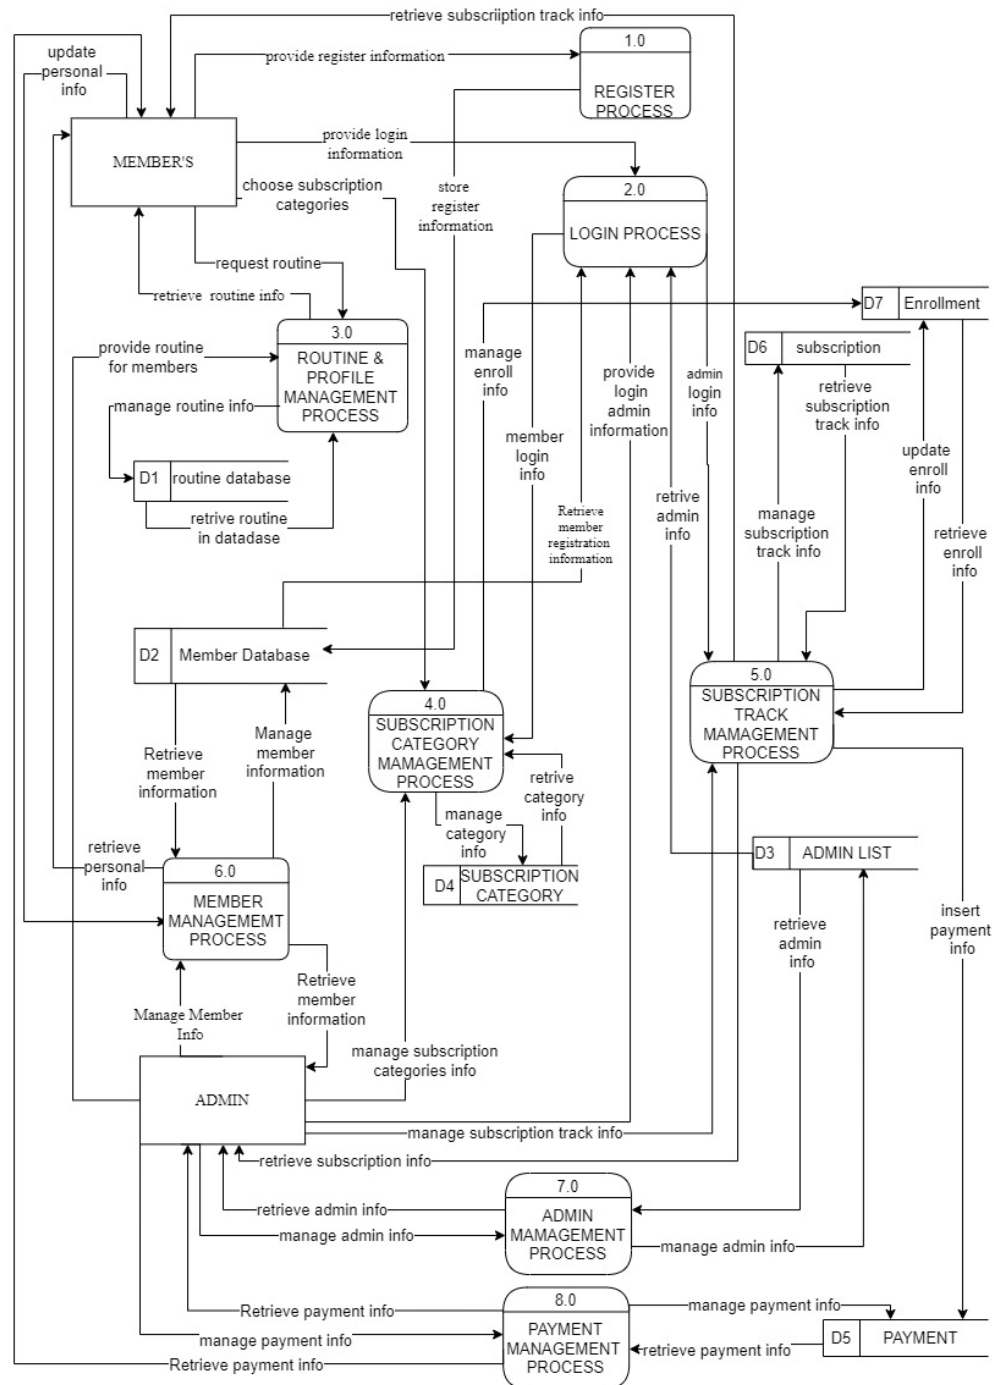 retrieve subscriiption track info
update
personal
info
provide register information
1.0
REGISTER
PROCESS
MEMBER'S
provide login
information
choose subscription
categories
store
register
information
2.0
LOGIN PROCESS
request routine
retrieve routine info
3.0
ROUTINE &
PROFILE
MANAGEMENT
PROCESS
provide routine
for members
manage routine info
D1 routine database
retrive routine
in datadase
manage
enroll
info
member
login
info
provide
login
admin
information
admin
login
info
D7 Enrollment
D6 subscription
retrieve
subscription
track info
update
enroll
info
Retrieve
member
registration
information
retrive
admin
info
manage
subscription
track info
retrieve
enroll
info
D2 Member Database
4.0
SUBSCRIPTION
CATEGORY
MAMAGEMENT
PROCESS
5.0
SUBSCRIPTION
TRACK
MAMAGEMENT
PROCESS
Retrieve
member
information
Manage
member
information
manage
category
info
retrive
category
info
D4 SUBSCRIPTION
CATEGORY
D3 ADMIN LIST
retrieve
personal
info
6.0
MEMBER
MANAGEMEMT
PROCESS
retrieve
admin
info
insert
payment
info
Manage Member
Info
Retrieve
member
information
manage subscription
categories info
ADMIN
manage subscription track info
retrieve subscription info
7.0
ADMIN
MAMAGEMENT
PROCESS
retrieve admin info
manage admin info
manage admin info
8.0
PAYMENT
MANAGEMENT
PROCESS
Retrieve payment info
manage payment info
Retrieve payment info
manage payment info
retrieve payment info
D5 PAYMENT